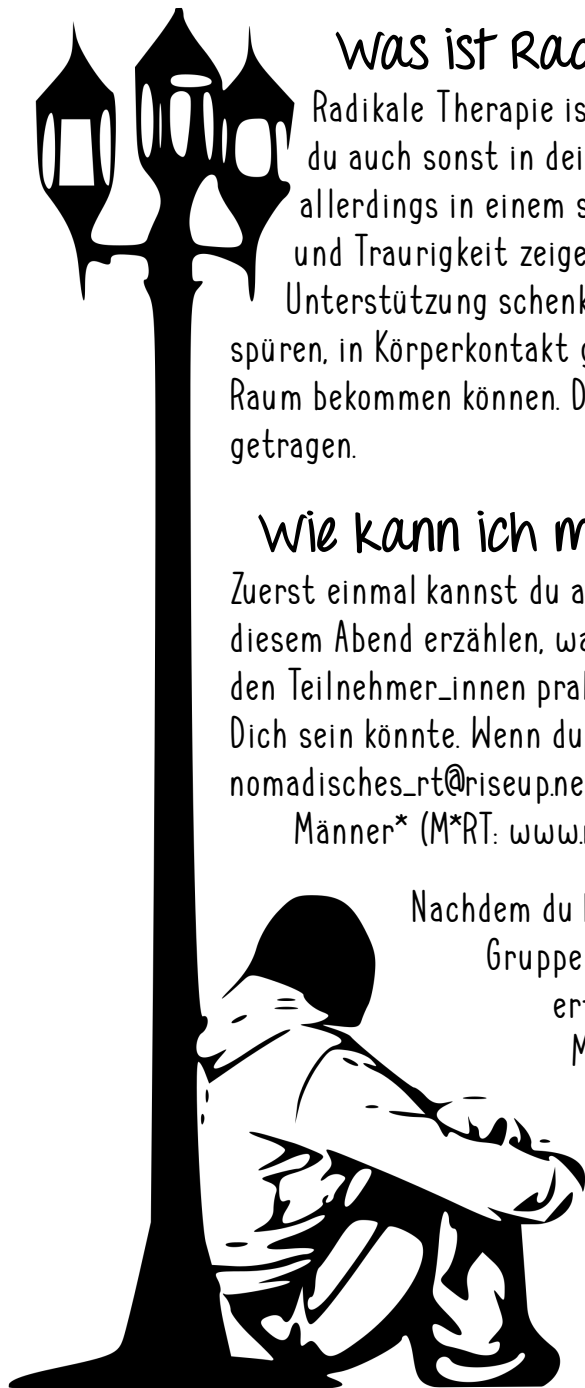 Was ist Rad
Radikale Therapie is
du auch sonst in dei
allerdings in einem s
und Traurigkeit zeige
Unterstützung schenk
spüren, in Körperkontakt g
Raum bekommen können. D
getragen.
Wie kann ich m
Zuerst einmal kannst du a
diesem Abend erzählen, wa
den Teilnehmer_innen pra
Dich sein könnte. Wenn du
nomadisches_rt@riseup.ne
Männer* (M*RT: www.
Nachdem du
Gruppe
er
M